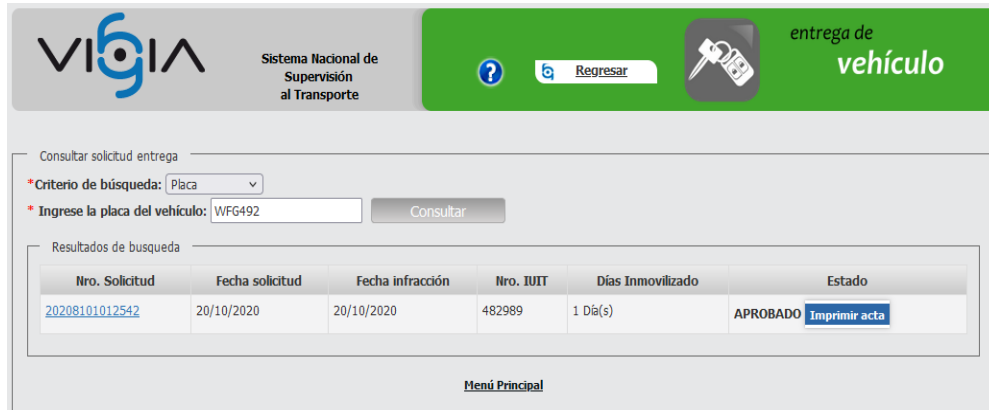 VIGIA
Sistema Nacional de
Supervisión
al Transporte
?
Regresar
entrega de
vehículo
Consultar solicitud entrega
*Criterio de búsqueda: Placa
* Ingrese la placa del vehículo: WFG492 Consultar
Resultados de busqueda
Nro. Solicitud Fecha solicitud Fecha infracción Nro. IUIT Días Inmovilizado Estado
20208101012542 20/10/2020 20/10/2020 482989 1 Día(s) APROBADO Imprimir acta
Menú Principal